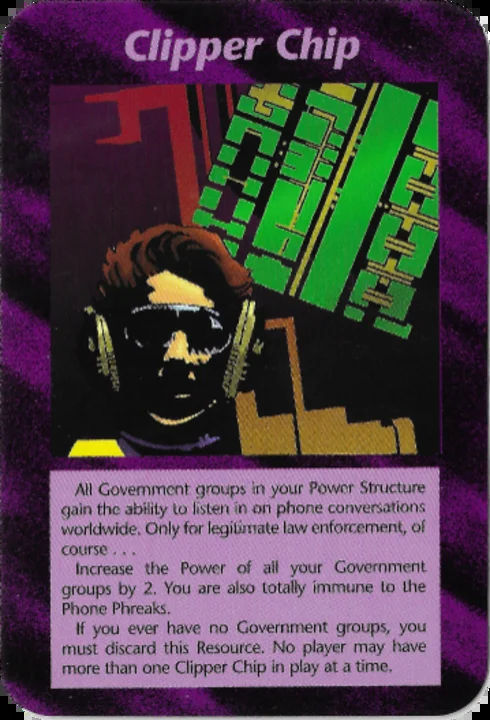 Clipper Chip
All Government groups in your Power Structure
gain the ability to listen in on phone conversations
worldwide. Only for legitimate law enforcement, of
course . . .
Increase the Power of all your Government
groups by 2. You are also totally immune to the
Phone Phreaks.
If you ever have no Government groups, you
must discard this Resource. No player may have
more than one Clipper Chip in play at a time.